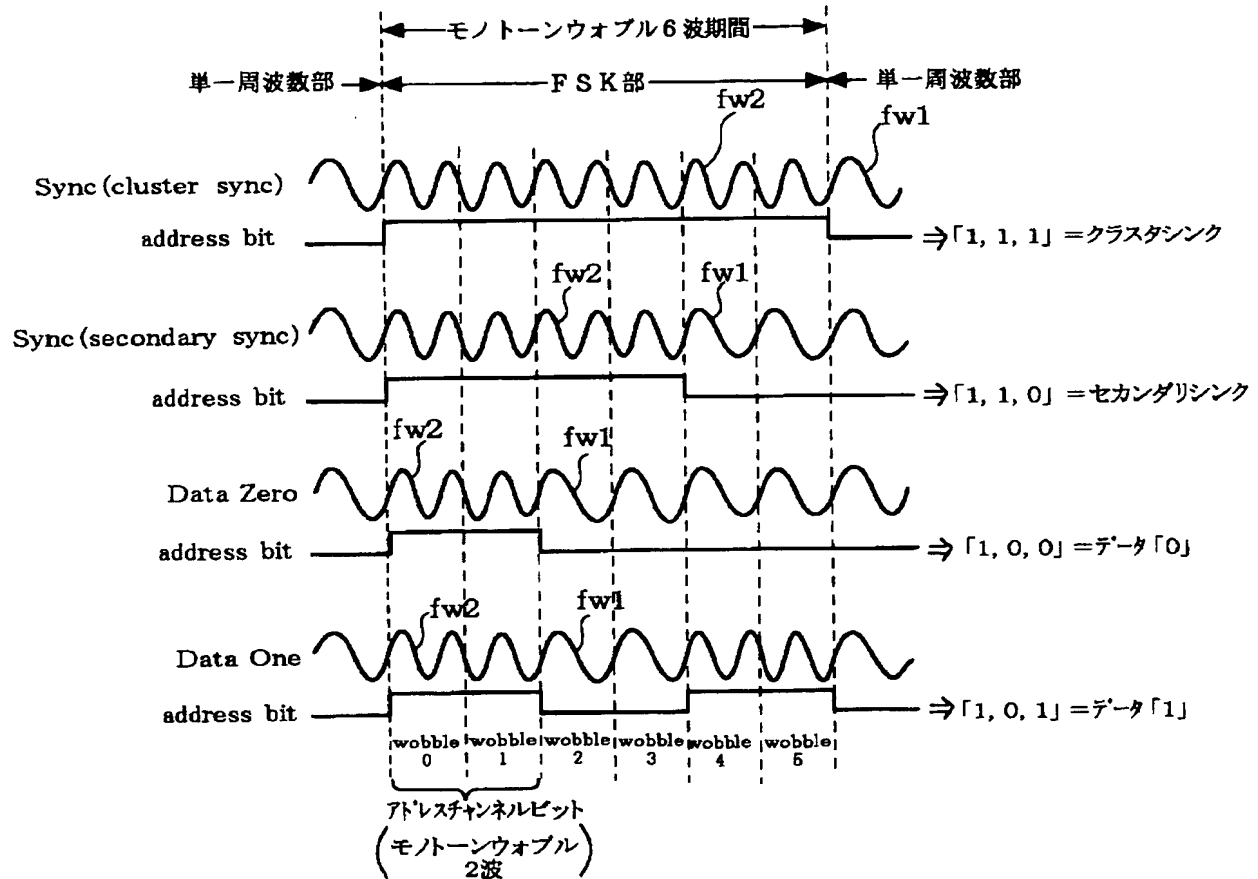 モノトーンウォブル6波期間
単一周波数部
FSK部
単一周波数部
fw2
fw1
Sync(cluster sync)
address bit
⇒「1, 1, 1」=クラスタシンク
fw2
fw1
Sync(secondary sync)
address bit
⇒「1, 1, 0」=セカンダリシンク
fw2
fw1
Data Zero
address bit
⇒「1, 0, 0」=データ「0」
fw2
fw1
Data One
address bit
⇒「1, 0, 1」=データ「1」
wobble 0
wobble 1
wobble 2
wobble 3
wobble 4
wobble 5
アドレスチャンネルビット
(モノトーンウォブル
2波)